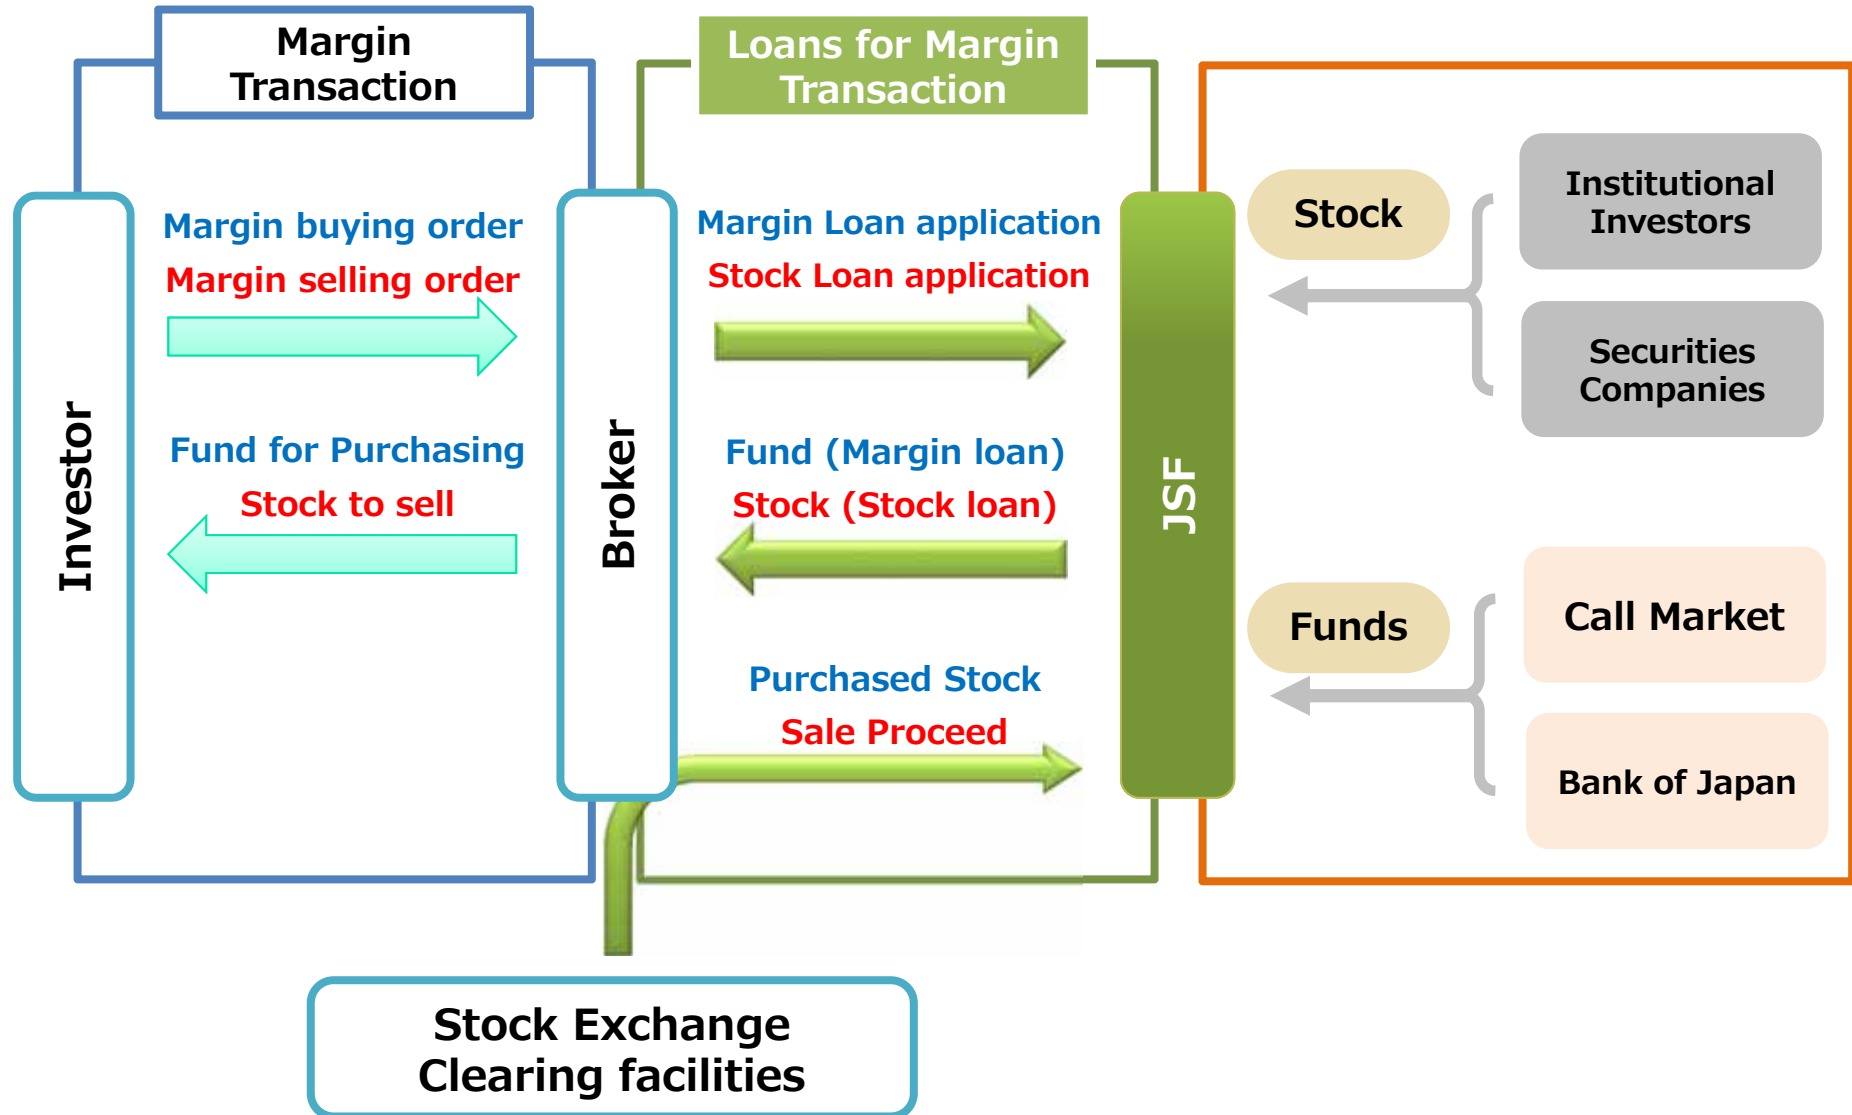 Margin
Transaction
Loans for Margin
Transaction
Investor
Margin buying order
Margin selling order
Fund for Purchasing
Stock to sell
Broker
Margin Loan application
Stock Loan application
Fund (Margin loan)
Stock (Stock loan)
Purchased Stock
Sale Proceed
JSF
Stock
Institutional
Investors
Securities
Companies
Funds
Call Market
Bank of Japan
Stock Exchange
Clearing facilities